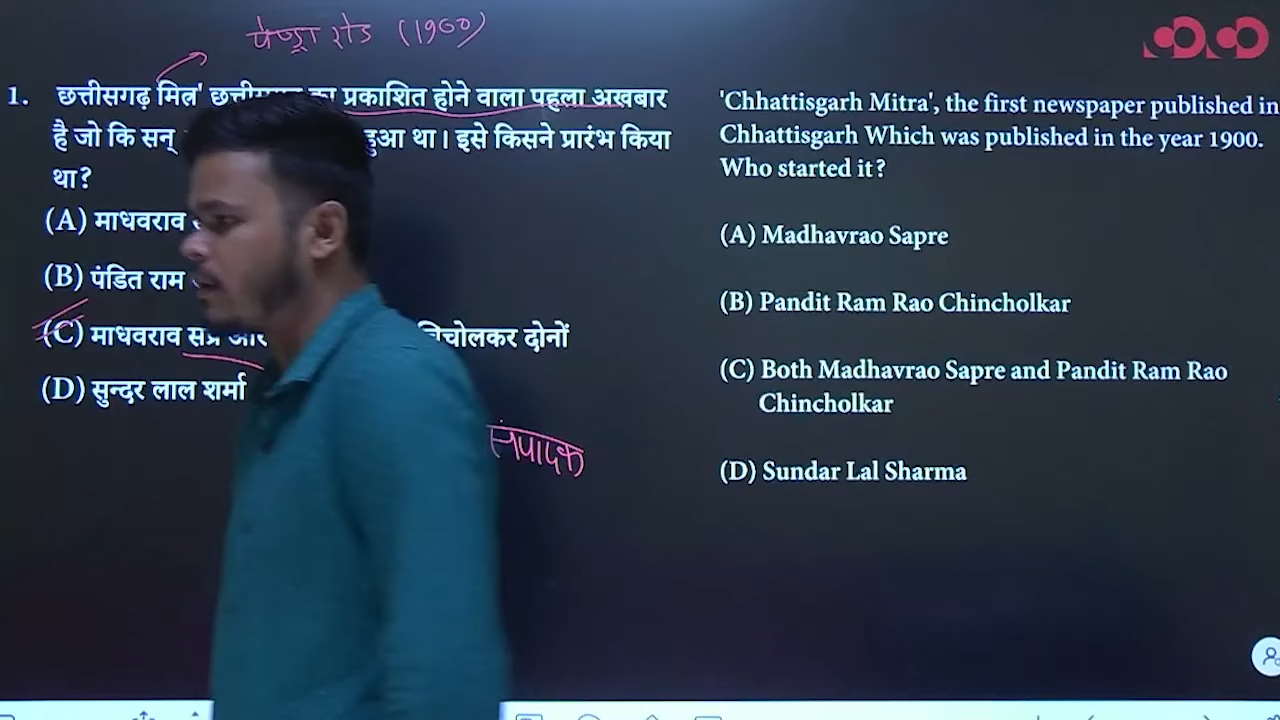 पेण्ड्रा रोड (1900)
1. छत्तीसगढ़ मित्र' छत्तीसगढ़ का प्रकाशित होने वाला पहला अखबार
है जो कि सन् हुआ था। इसे किसने प्रारंभ किया
था?
(A) माधवराव
(B) पंडित राम
(C) माधवराव सप्रे और चिंचोलकर दोनों
(D) सुन्दर लाल शर्मा
संपादक
'Chhattisgarh Mitra', the first newspaper published in
Chhattisgarh Which was published in the year 1900.
Who started it?
(A) Madhavrao Sapre
(B) Pandit Ram Rao Chincholkar
(C) Both Madhavrao Sapre and Pandit Ram Rao
Chincholkar
(D) Sundar Lal Sharma